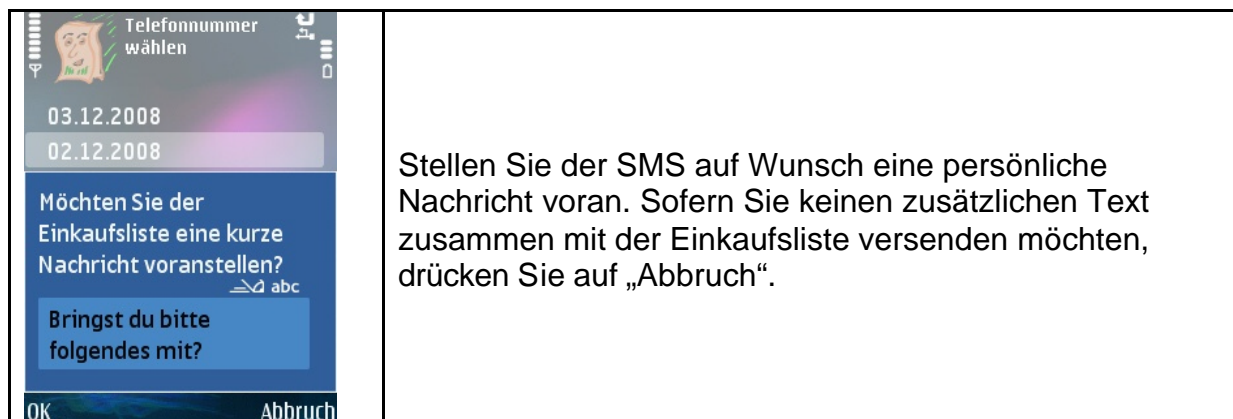 Telefonnummer
wählen
03.12.2008
02.12.2008
Möchten Sie der
Einkaufsliste eine kurze
Nachricht voranstellen?
abc
Bringst du bitte
folgendes mit?
OK Abbruch
Stellen Sie der SMS auf Wunsch eine persönliche
Nachricht voran. Sofern Sie keinen zusätzlichen Text
zusammen mit der Einkaufsliste versenden möchten,
drücken Sie auf „Abbruch“.